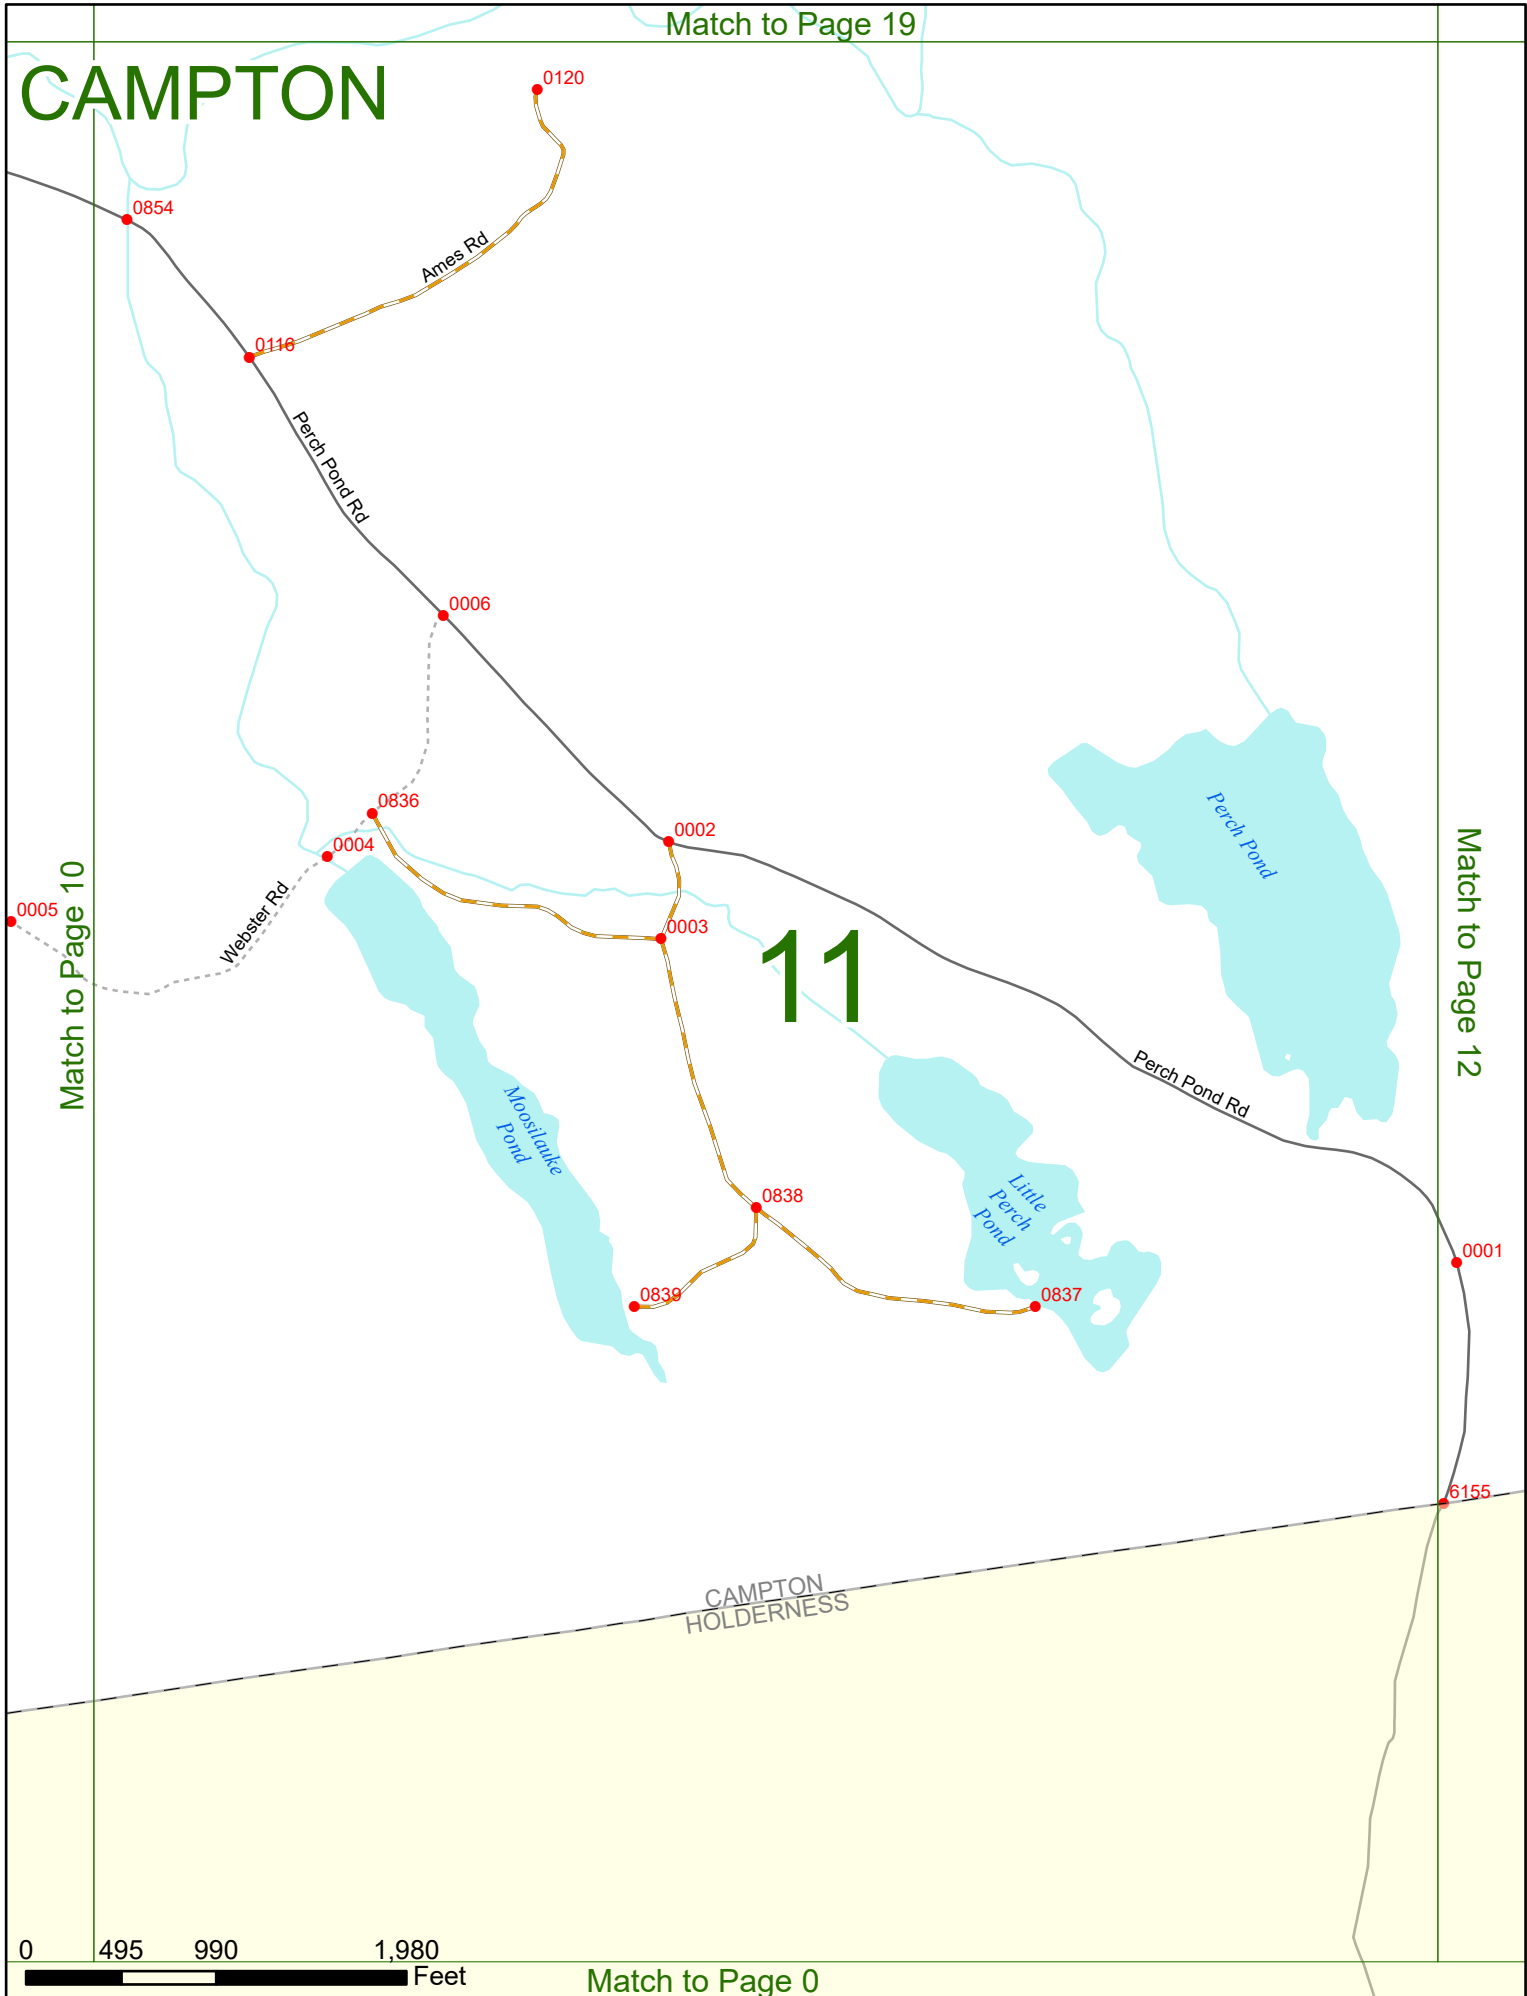 Match to Page 19
CAMPTON
0120
0854
Ames Rd
0116
Perch Pond Rd
0006
Perch Pond
0836
0002
0004
Match to Page 10
Match to Page 12
Webster Rd
0005
0003
11
Perch Pond Rd
Moosilauke
Pond
Little
Perch
Pond
0838
0001
0839
0837
6155
CAMPTON
HOLDERNESS
0 495 990 1,980
Feet
Match to Page 0